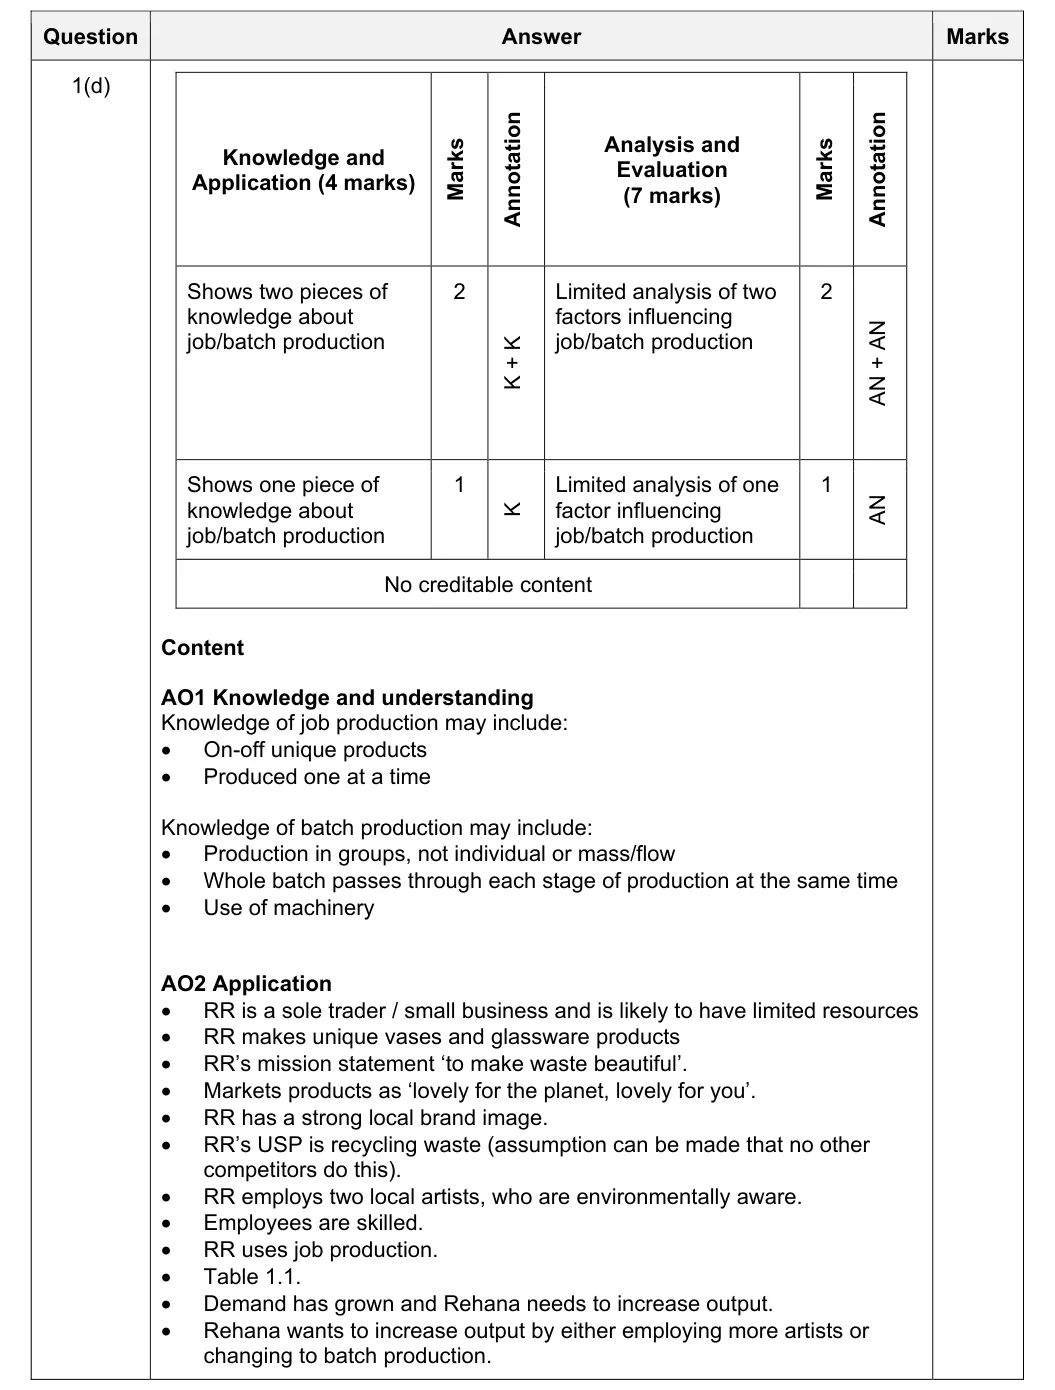 Question Answer Marks
1(d)
Knowledge and
Application (4 marks)
Marks
Annotation
Analysis and
Evaluation
(7 marks)
Marks
Annotation
Shows two pieces of
knowledge about
job/batch production
2
K + K
Limited analysis of two
factors influencing
job/batch production
2
AN + AN
Shows one piece of
knowledge about
job/batch production
1
K
Limited analysis of one
factor influencing
job/batch production
1
AN
No creditable content
Content
AO1 Knowledge and understanding
Knowledge of job production may include:
• On-off unique products
• Produced one at a time
Knowledge of batch production may include:
• Production in groups, not individual or mass/flow
• Whole batch passes through each stage of production at the same time
• Use of machinery
AO2 Application
• RR is a sole trader / small business and is likely to have limited resources
• RR makes unique vases and glassware products
• RR’s mission statement ‘to make waste beautiful’.
• Markets products as ‘lovely for the planet, lovely for you’.
• RR has a strong local brand image.
• RR’s USP is recycling waste (assumption can be made that no other
competitors do this).
• RR employs two local artists, who are environmentally aware.
• Employees are skilled.
• RR uses job production.
• Table 1.1.
• Demand has grown and Rehana needs to increase output.
• Rehana wants to increase output by either employing more artists or
changing to batch production.